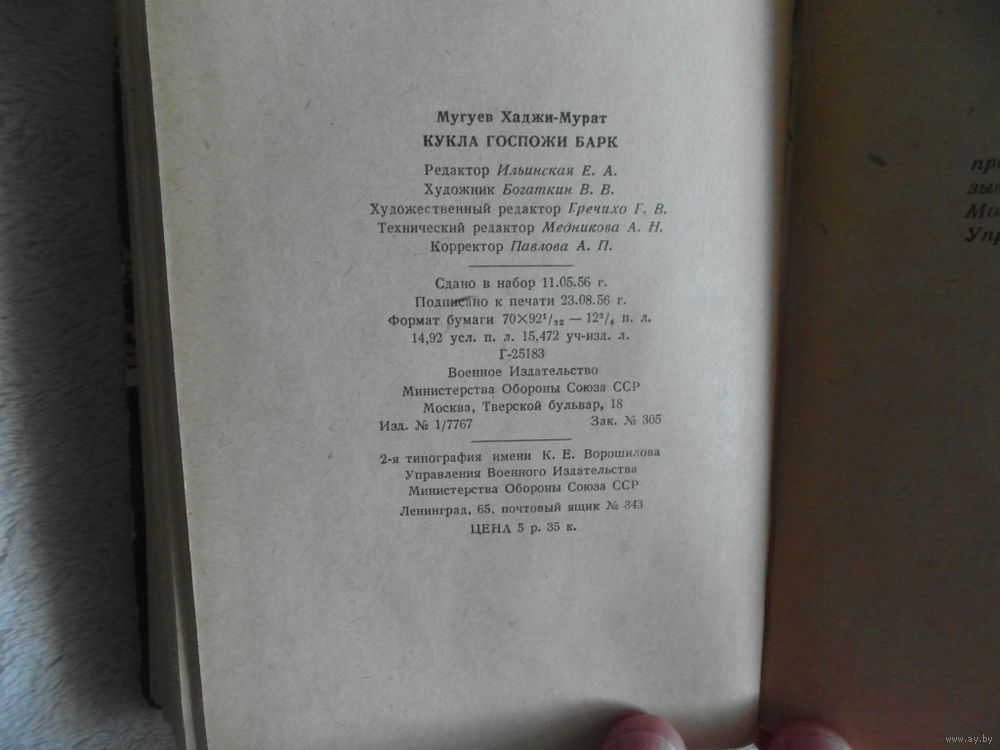 Мугуев Хаджи-Мурат
КУКЛА ГОСПОЖИ БАРК
Редактор Ильинская Е. А.
Художник Богаткин В. В.
Художественный редактор Гречихо Г. В.
Технический редактор Медникова А. Н.
Корректор Павлова А. П.
Сдано в набор 11.05.56 г.
Подписано к печати 23.08.56 г.
Формат бумаги 70×92¹/₃₂ — 12³/₄ п. л.
14,92 усл. п. л. 15,472 уч-изд. л.
Г-25183
Военное Издательство
Министерства Обороны Союза ССР
Москва, Тверской бульвар, 18
Изд. № 1/7767 Зак. № 305
2-я типография имени К. Е. Ворошилова
Управления Военного Издательства
Министерства Обороны Союза ССР
Ленинград, 65, почтовый ящик № 343
ЦЕНА 5 р. 35 к.
www.ay.by